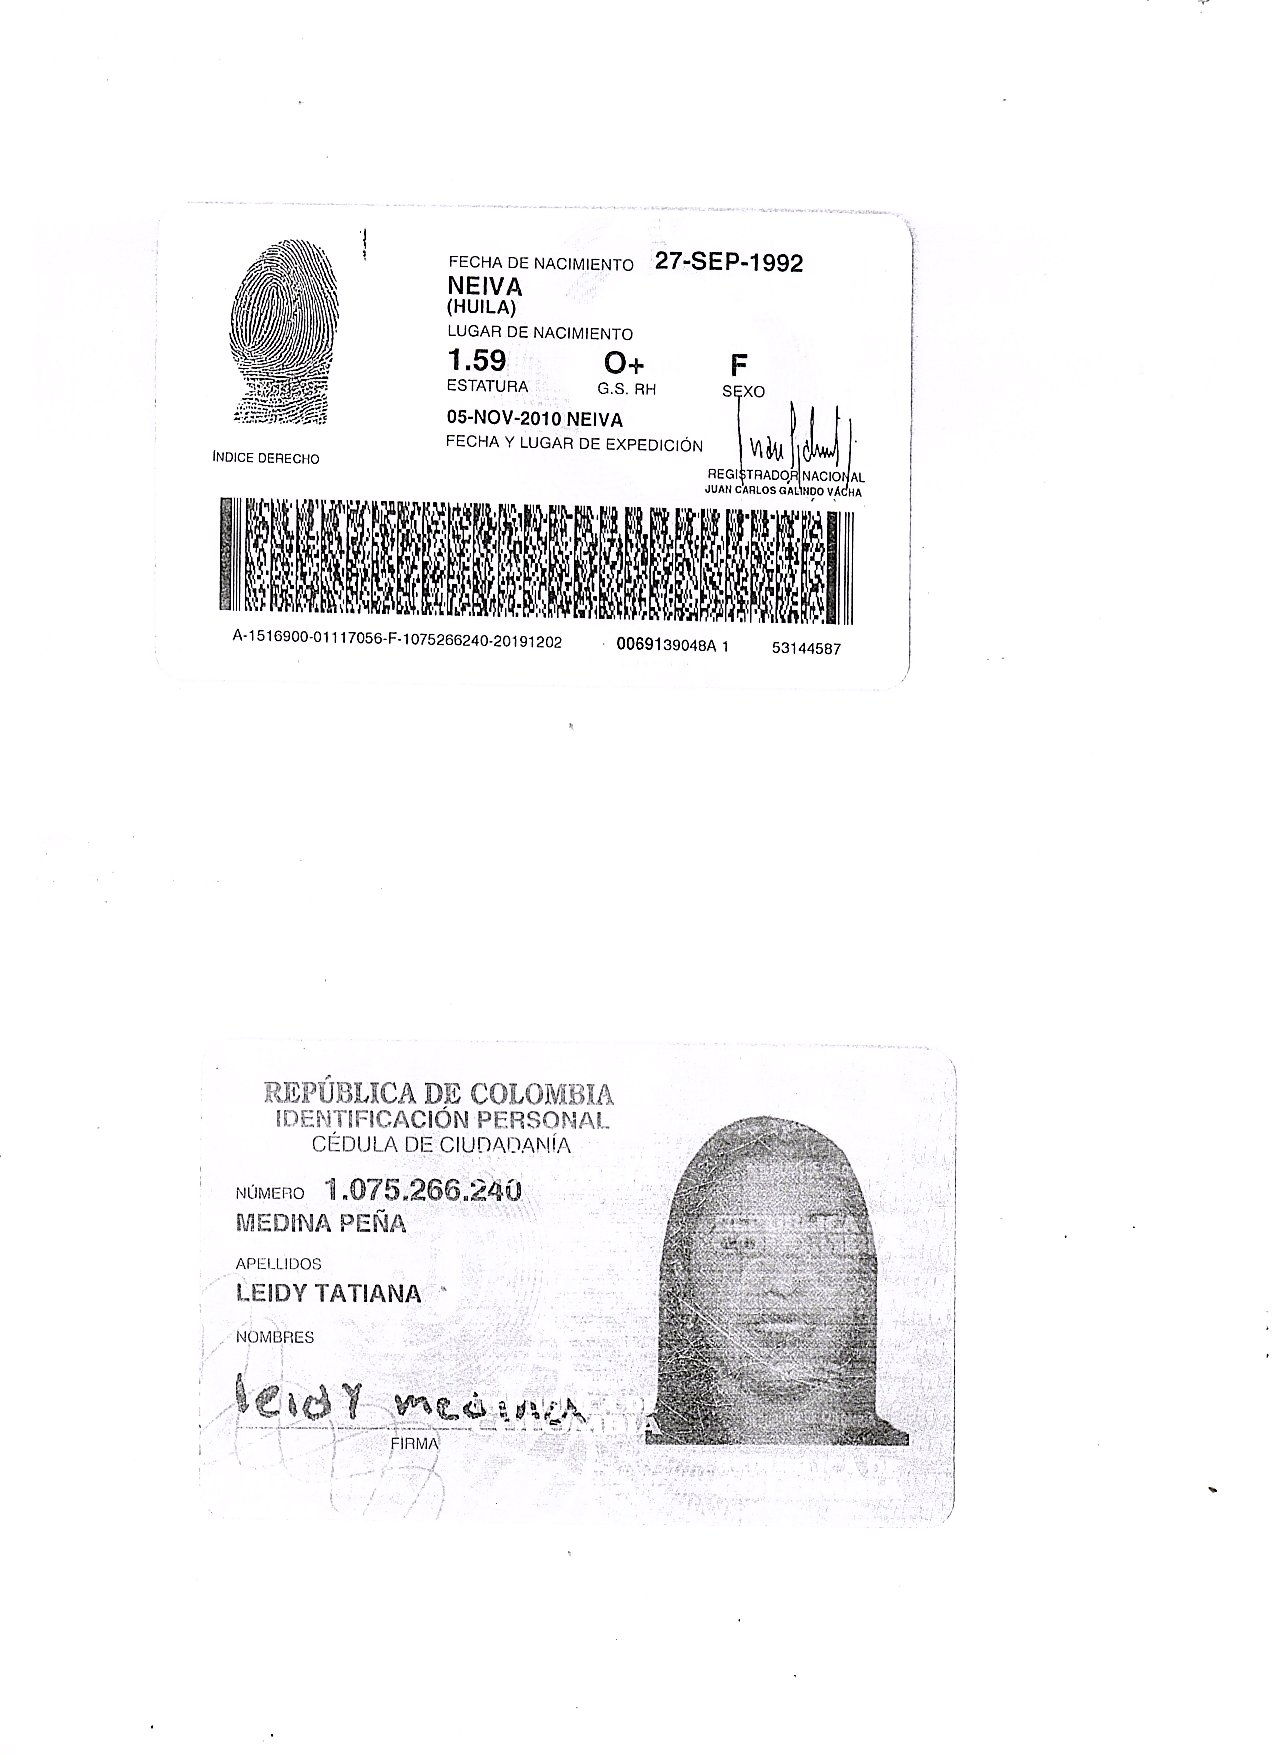 FECHA DE NACIMIENTO 27-SEP-1992
NEIVA
(HUILA)
LUGAR DE NACIMIENTO
1.59 O+ F
ESTATURA G.S. RH SEXO
05-NOV-2010 NEIVA
FECHA Y LUGAR DE EXPEDICIÓN
ÍNDICE DERECHO
REGISTRADOR NACIONAL
JUAN CARLOS GALINDO VÁCHA
A-1516900-01117056-F-1075266240-20191202 0069139048A 1 53144587
REPÚBLICA DE COLOMBIA
IDENTIFICACIÓN PERSONAL
CÉDULA DE CIUDADANÍA
NÚMERO 1.075.266.240
MEDINA PEÑA
APELLIDOS
LEIDY TATIANA
NOMBRES
leidy medina
FIRMA